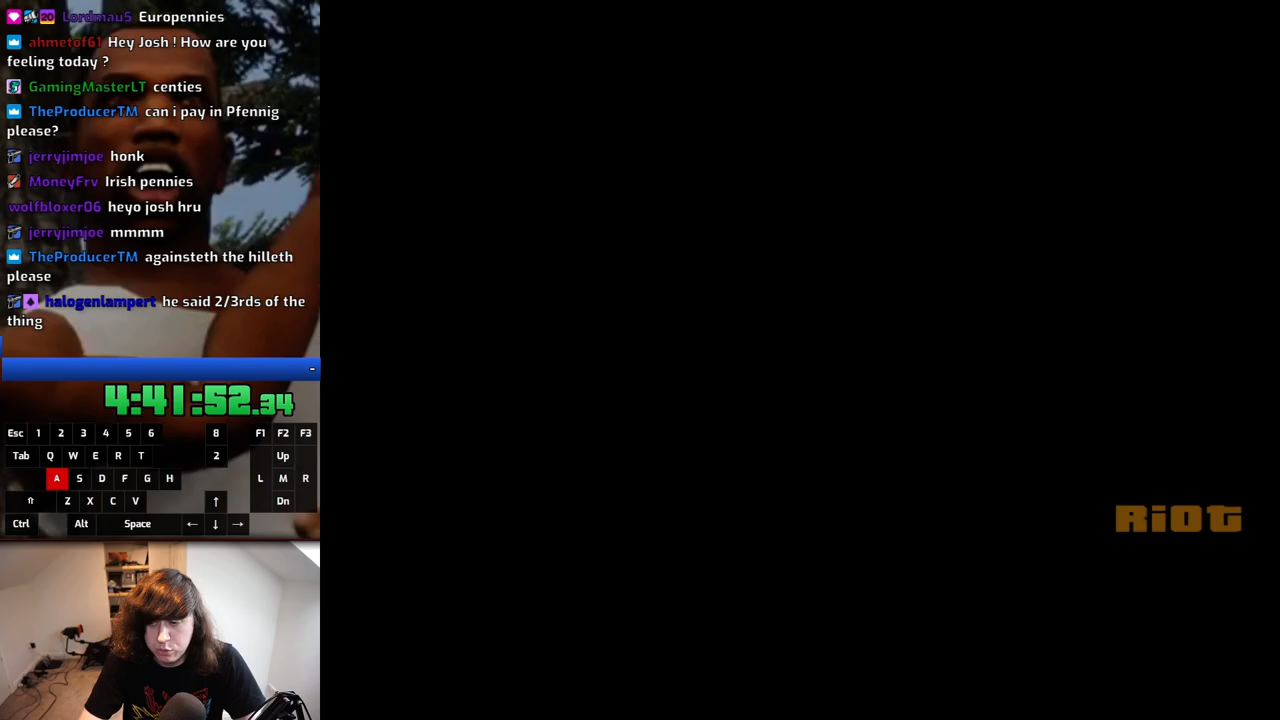 20 Lordmau5 Europennies
ahmetof61 Hey Josh ! How are you
feeling today ?
GamingMasterLT centies
TheProducerTM can i pay in Pfennig
please?
jerryjimjoe honk
MoneyFrv Irish pennies
wolfbloxer06 heyo josh hru
jerryjimjoe mmmm
TheProducerTM againsteth the hilleth
please
halogenlampert he said 2/3rds of the
thing
-
4:41:52.34
Esc 1 2 3 4 5 6 8 F1 F2 F3
Tab Q W E R T 2 Up
A S D F G H L M R
⇧ Z X C V ↑ Dn
Ctrl Alt Space ← ↓ →
Riot